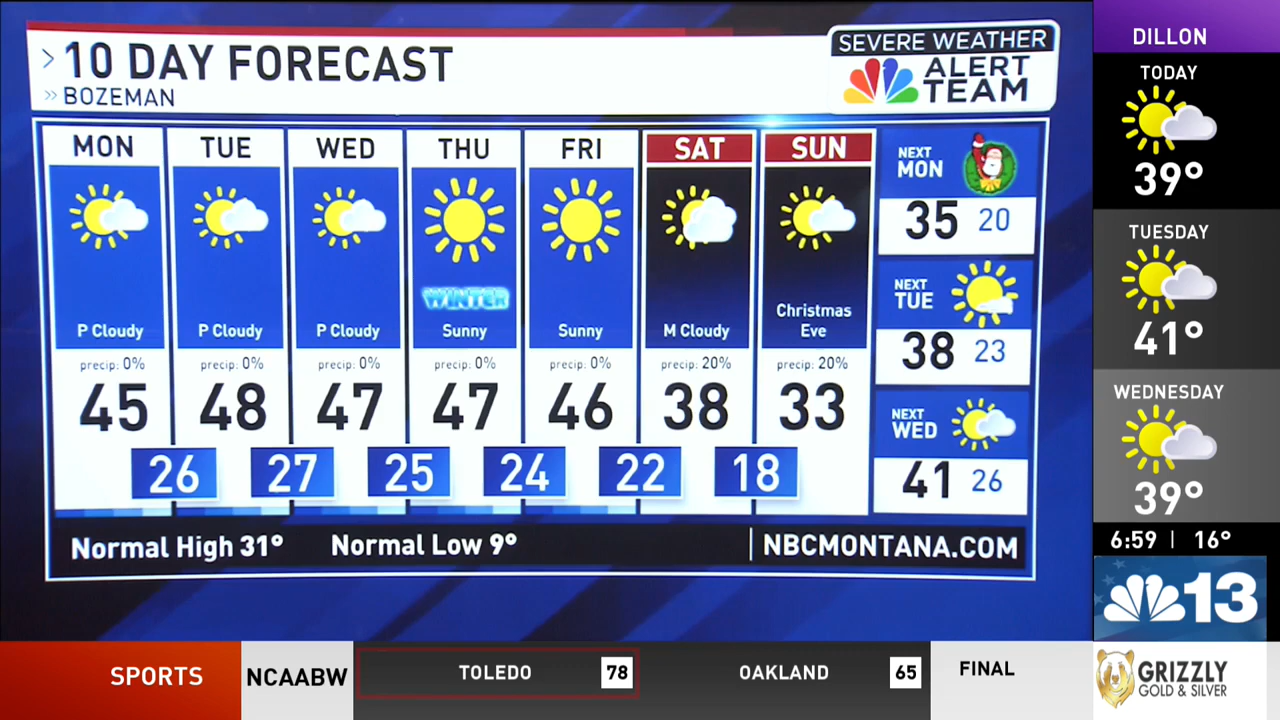 10 DAY FORECAST
BOZEMAN
SEVERE WEATHER
ALERT
TEAM
MON
TUE
WED
THU
FRI
SAT
SUN
P Cloudy
P Cloudy
P Cloudy
WINTER
Sunny
Sunny
M Cloudy
Christmas
Eve
precip: 0%
precip: 0%
precip: 0%
precip: 0%
precip: 0%
precip: 20%
precip: 20%
45
48
47
47
46
38
33
26
27
25
24
22
18
NEXT
MON
35 20
NEXT
TUE
38 23
NEXT
WED
41 26
Normal High 31° Normal Low 9°
NBCMONTANA.COM
DILLON
TODAY
39°
TUESDAY
41°
WEDNESDAY
39°
6:59 | 16°
13
SPORTS
NCAABW
TOLEDO 78
OAKLAND 65
FINAL
GRIZZLY
GOLD & SILVER